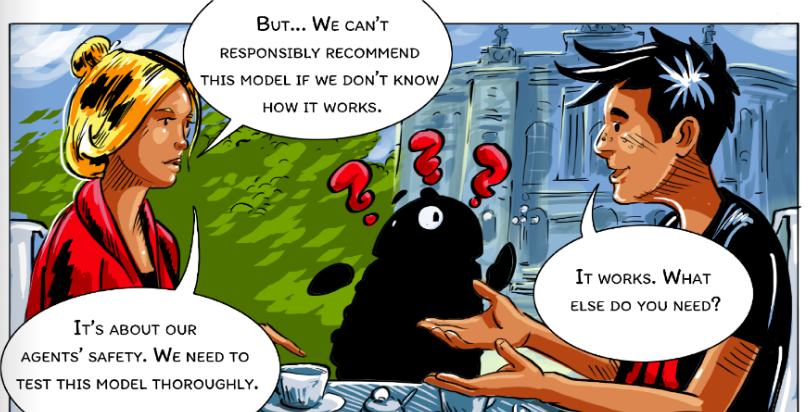 But... We can't
responsibly recommend
this model if we don't know
how it works.
It works. What
else do you need?
It's about our
agents' safety. We need to
test this model thoroughly.